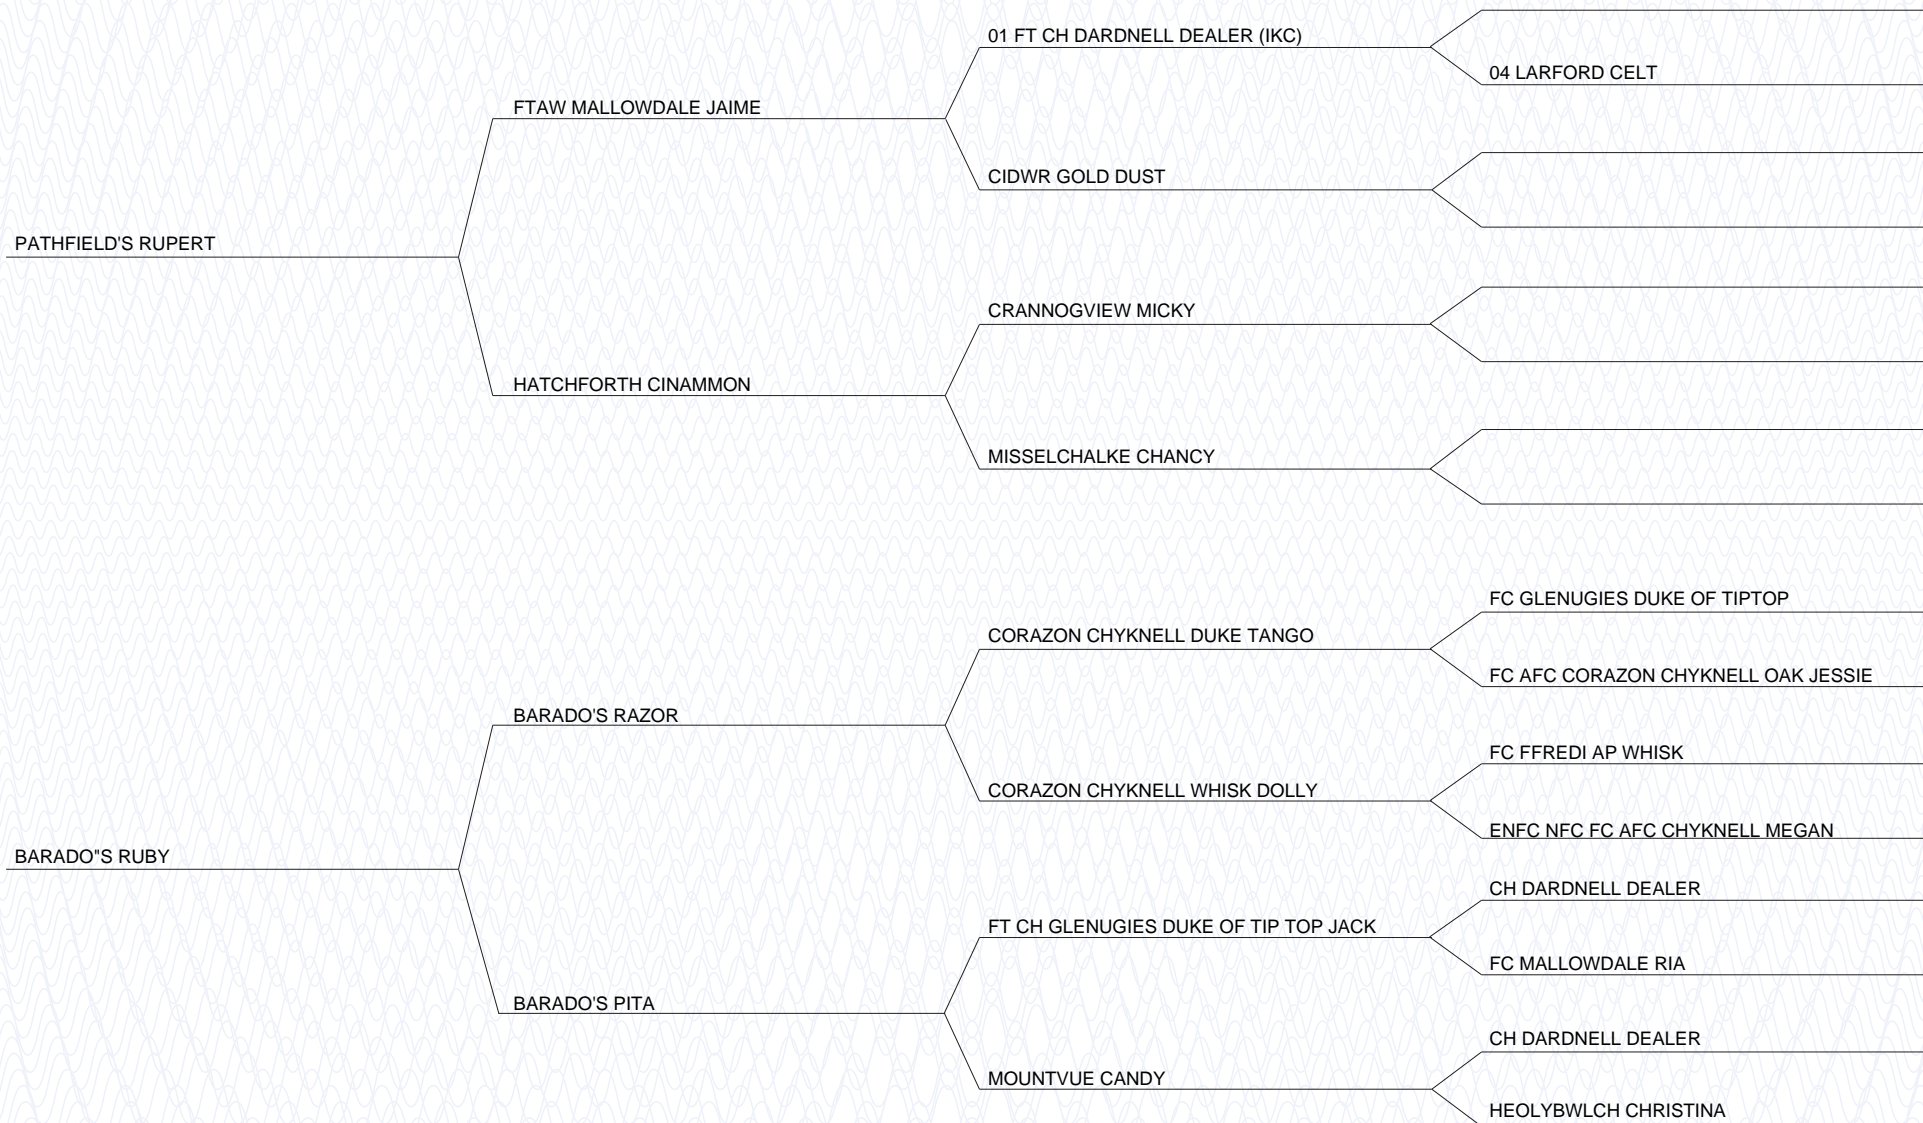 01 FT CH DARDNELL DEALER (IKC)
04 LARFORD CELT
FTAW MALLOWDALE JAIME
CIDWR GOLD DUST
PATHFIELD'S RUPERT
CRANNOGVIEW MICKY
HATCHFORTH CINAMMON
MISSELCHALKE CHANCY
FC GLENUGIES DUKE OF TIPTOP
CORAZON CHYKNELL DUKE TANGO
FC AFC CORAZON CHYKNELL OAK JESSIE
BARADO'S RAZOR
FC FFREDI AP WHISK
CORAZON CHYKNELL WHISK DOLLY
ENFC NFC FC AFC CHYKNELL MEGAN
BARADO"S RUBY
CH DARDNELL DEALER
FT CH GLENUGIES DUKE OF TIP TOP JACK
FC MALLOWDALE RIA
BARADO'S PITA
CH DARDNELL DEALER
MOUNTVUE CANDY
HEOLYBWLCH CHRISTINA